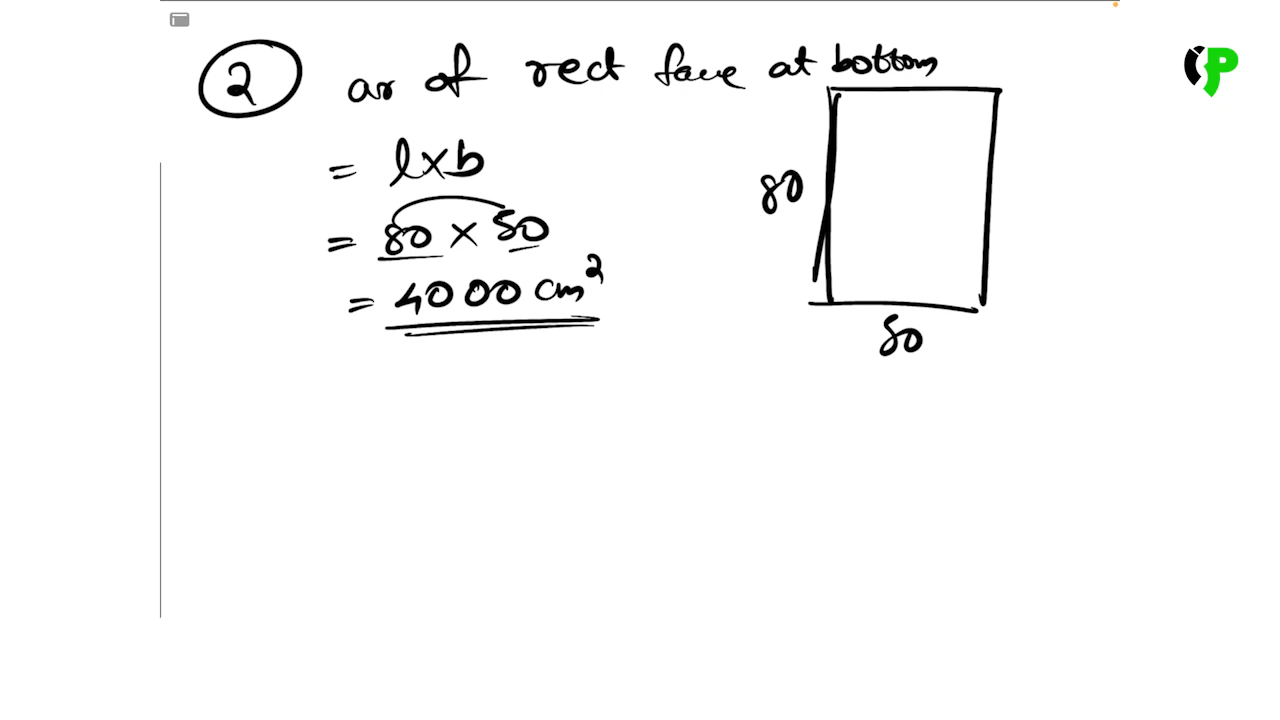 2 ar of rect face at bottom
= l×b
= 80 × 50
= 4000 cm²
80
50
P